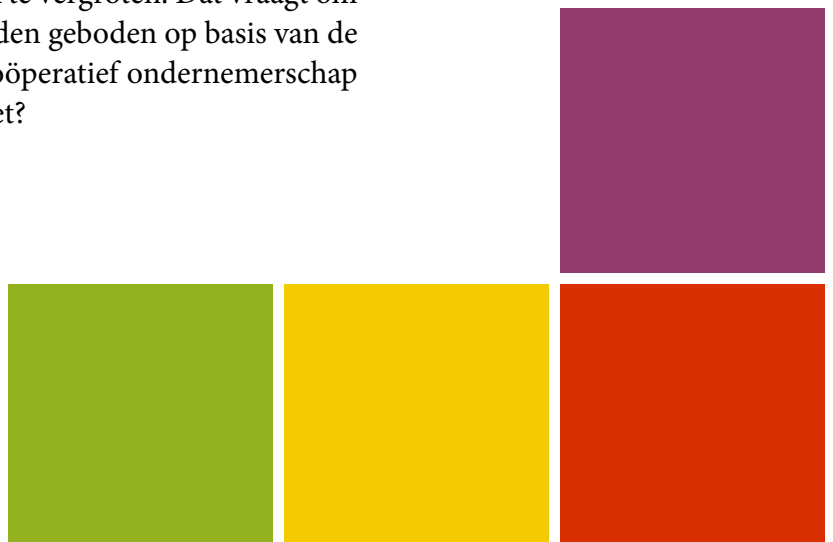 te vergroten. Dat vraagt om
den geboden op basis van de
öperatief ondernemerschap
et?